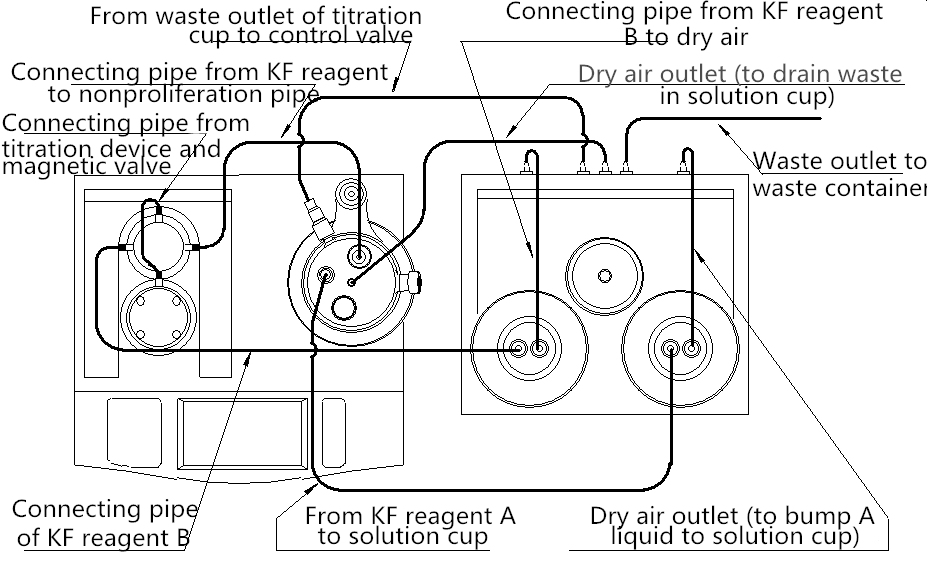 From waste outlet of titration
cup to control valve
Connecting pipe from KF reagent
B to dry air
Connecting pipe from KF reagent
to nonproliferation pipe
Dry air outlet (to drain waste
in solution cup)
Connecting pipe from
titration device and
magnetic valve
Waste outlet to
waste container
Connecting pipe
of KF reagent B
From KF reagent A
to solution cup
Dry air outlet (to bump A
liquid to solution cup)